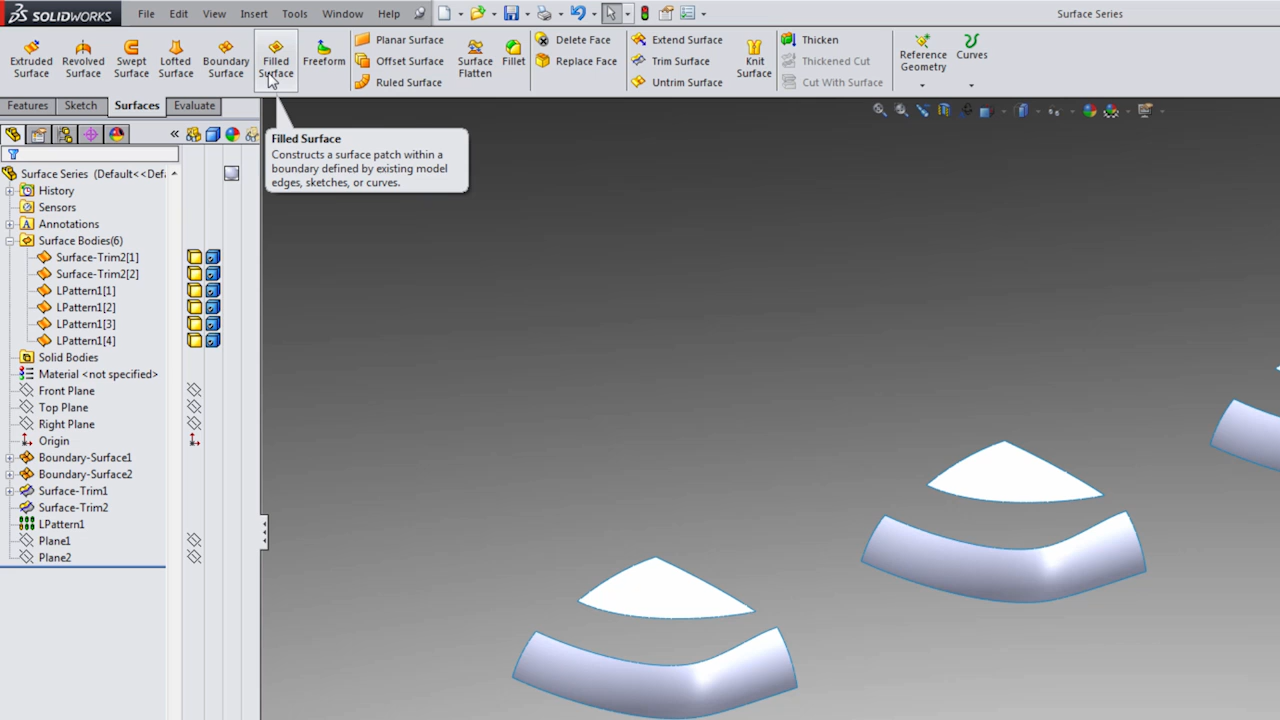 SOLIDWORKS
File Edit View Insert Tools Window Help
Surface Series
Extruded Surface
Revolved Surface
Swept Surface
Lofted Surface
Boundary Surface
Filled Surface
Freeform
Planar Surface
Offset Surface
Ruled Surface
Surface Flatten
Fillet
Delete Face
Replace Face
Extend Surface
Trim Surface
Untrim Surface
Knit Surface
Thicken
Thickened Cut
Cut With Surface
Reference Geometry
Curves
Features Sketch Surfaces Evaluate
Filled Surface
Constructs a surface patch within a
boundary defined by existing model
edges, sketches, or curves.
Surface Series (Default<<Defa
History
Sensors
Annotations
Surface Bodies(6)
Surface-Trim2[1]
Surface-Trim2[2]
LPattern1[1]
LPattern1[2]
LPattern1[3]
LPattern1[4]
Solid Bodies
Material <not specified>
Front Plane
Top Plane
Right Plane
Origin
Boundary-Surface1
Boundary-Surface2
Surface-Trim1
Surface-Trim2
LPattern1
Plane1
Plane2